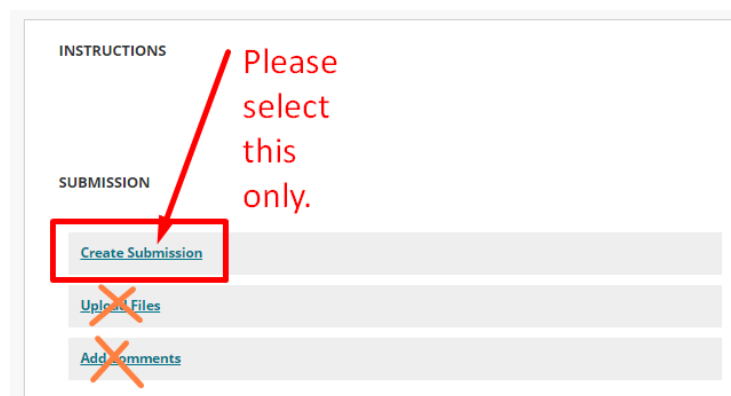 INSTRUCTIONS
Please
select
this
only.
SUBMISSION
Create Submission
Upload Files
Add Comments